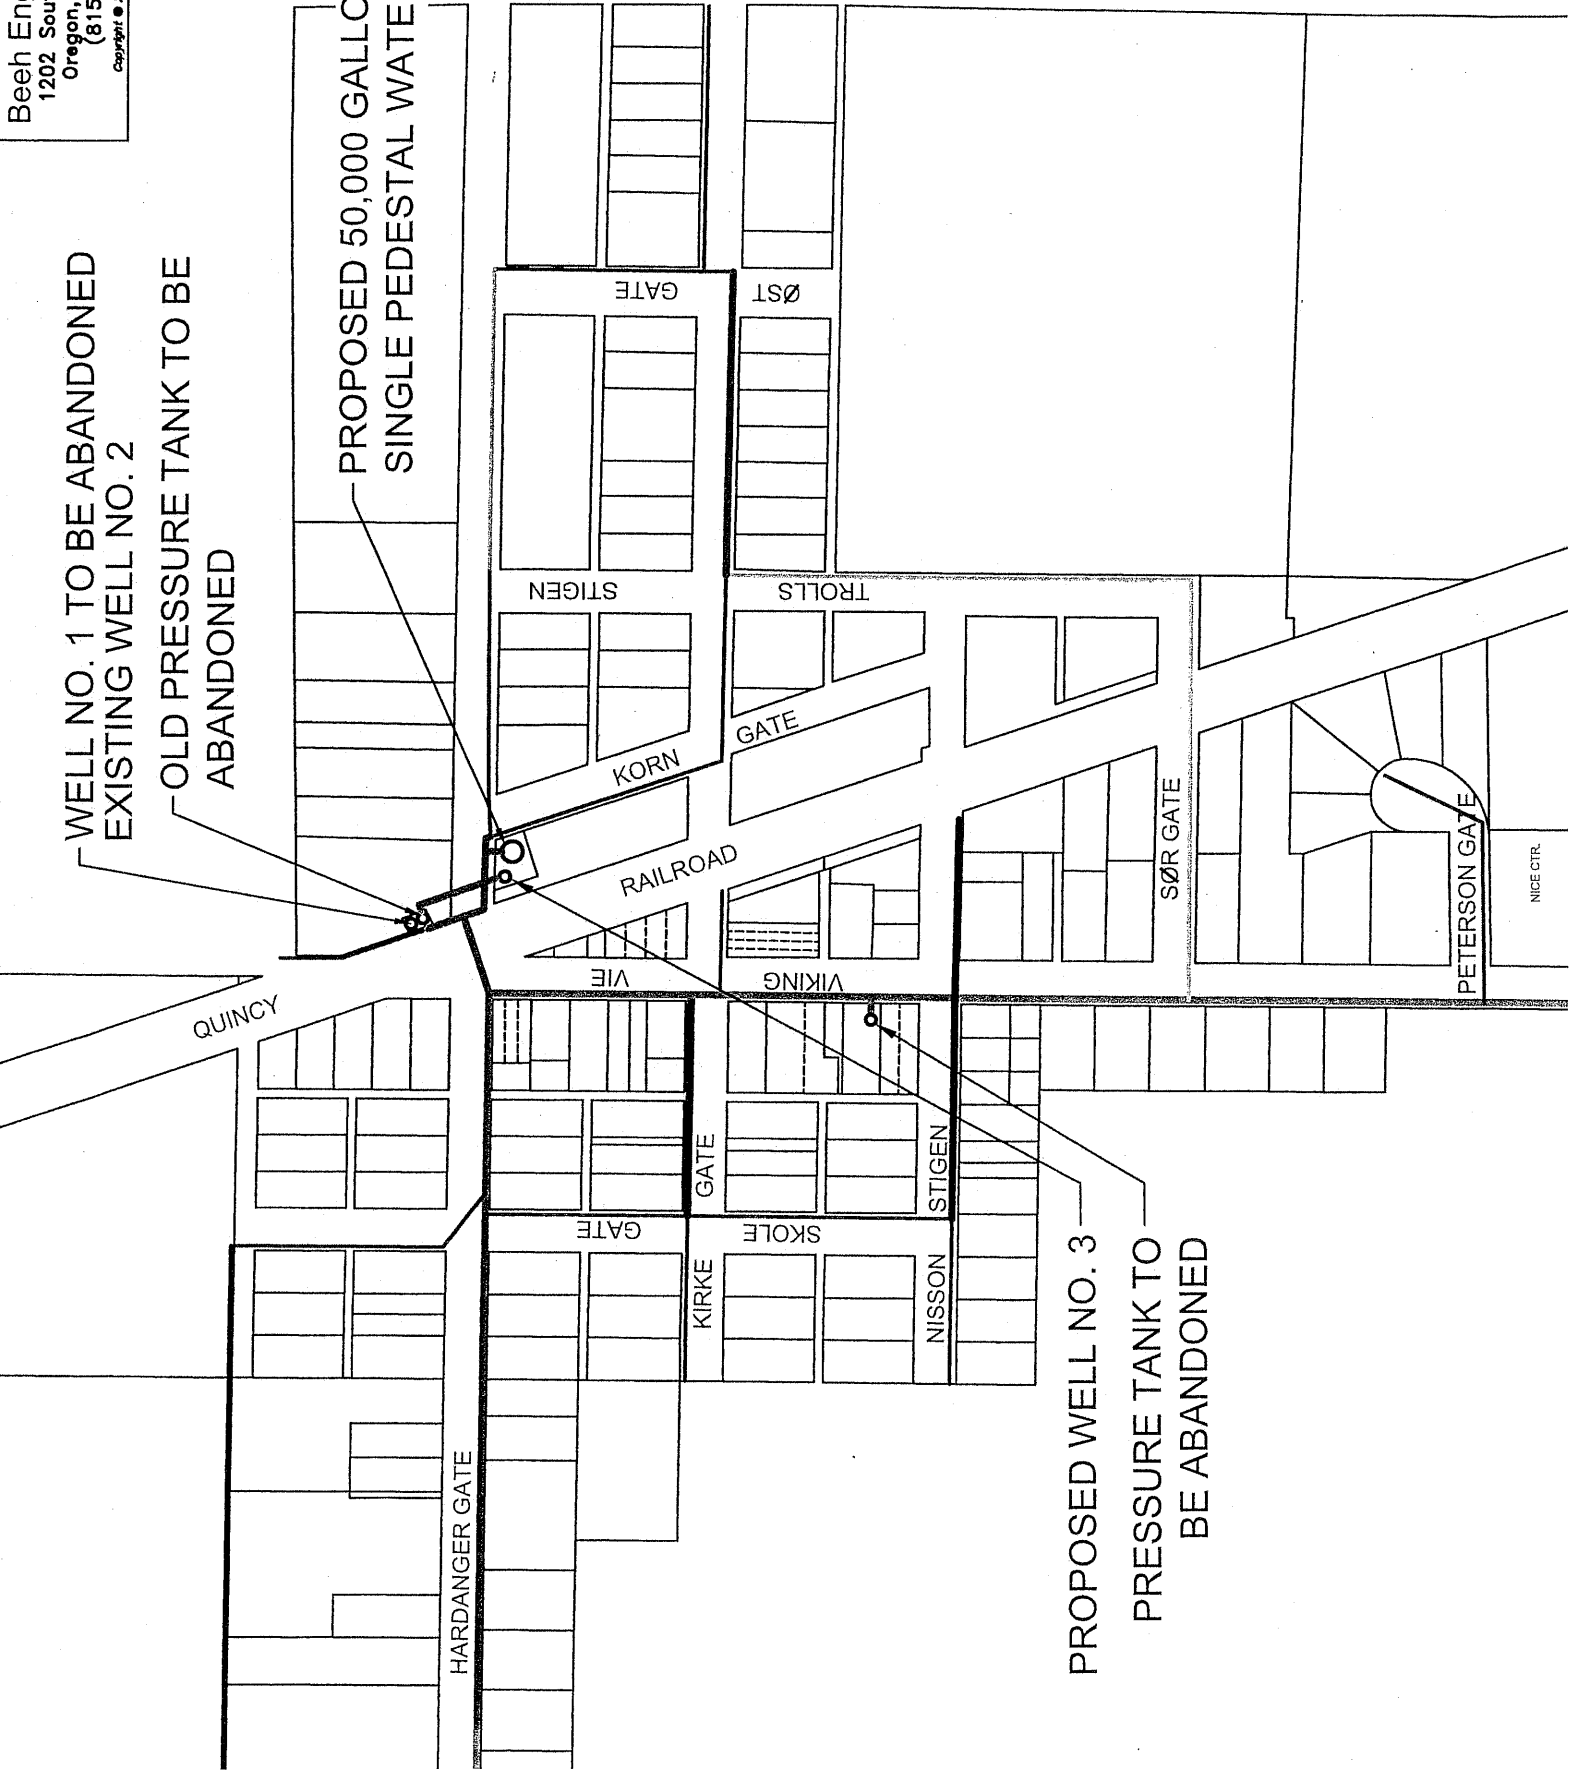 Beeh Eng
1202 Sou
Oregon,
(815
Copyright ©
WELL NO. 1 TO BE ABANDONED
EXISTING WELL NO. 2
OLD PRESSURE TANK TO BE
ABANDONED
PROPOSED 50,000 GALLO
SINGLE PEDESTAL WATE
GATE
ØST
STIGEN
TROLLS
KORN
GATE
RAILROAD
QUINCY
VIE
VIKING
SØR GATE
PETERSON GATE
NICE CTR.
GATE
KIRKE
GATE
SKOLE
STIGEN
NISSON
HARDANGER GATE
PROPOSED WELL NO. 3
PRESSURE TANK TO
BE ABANDONED